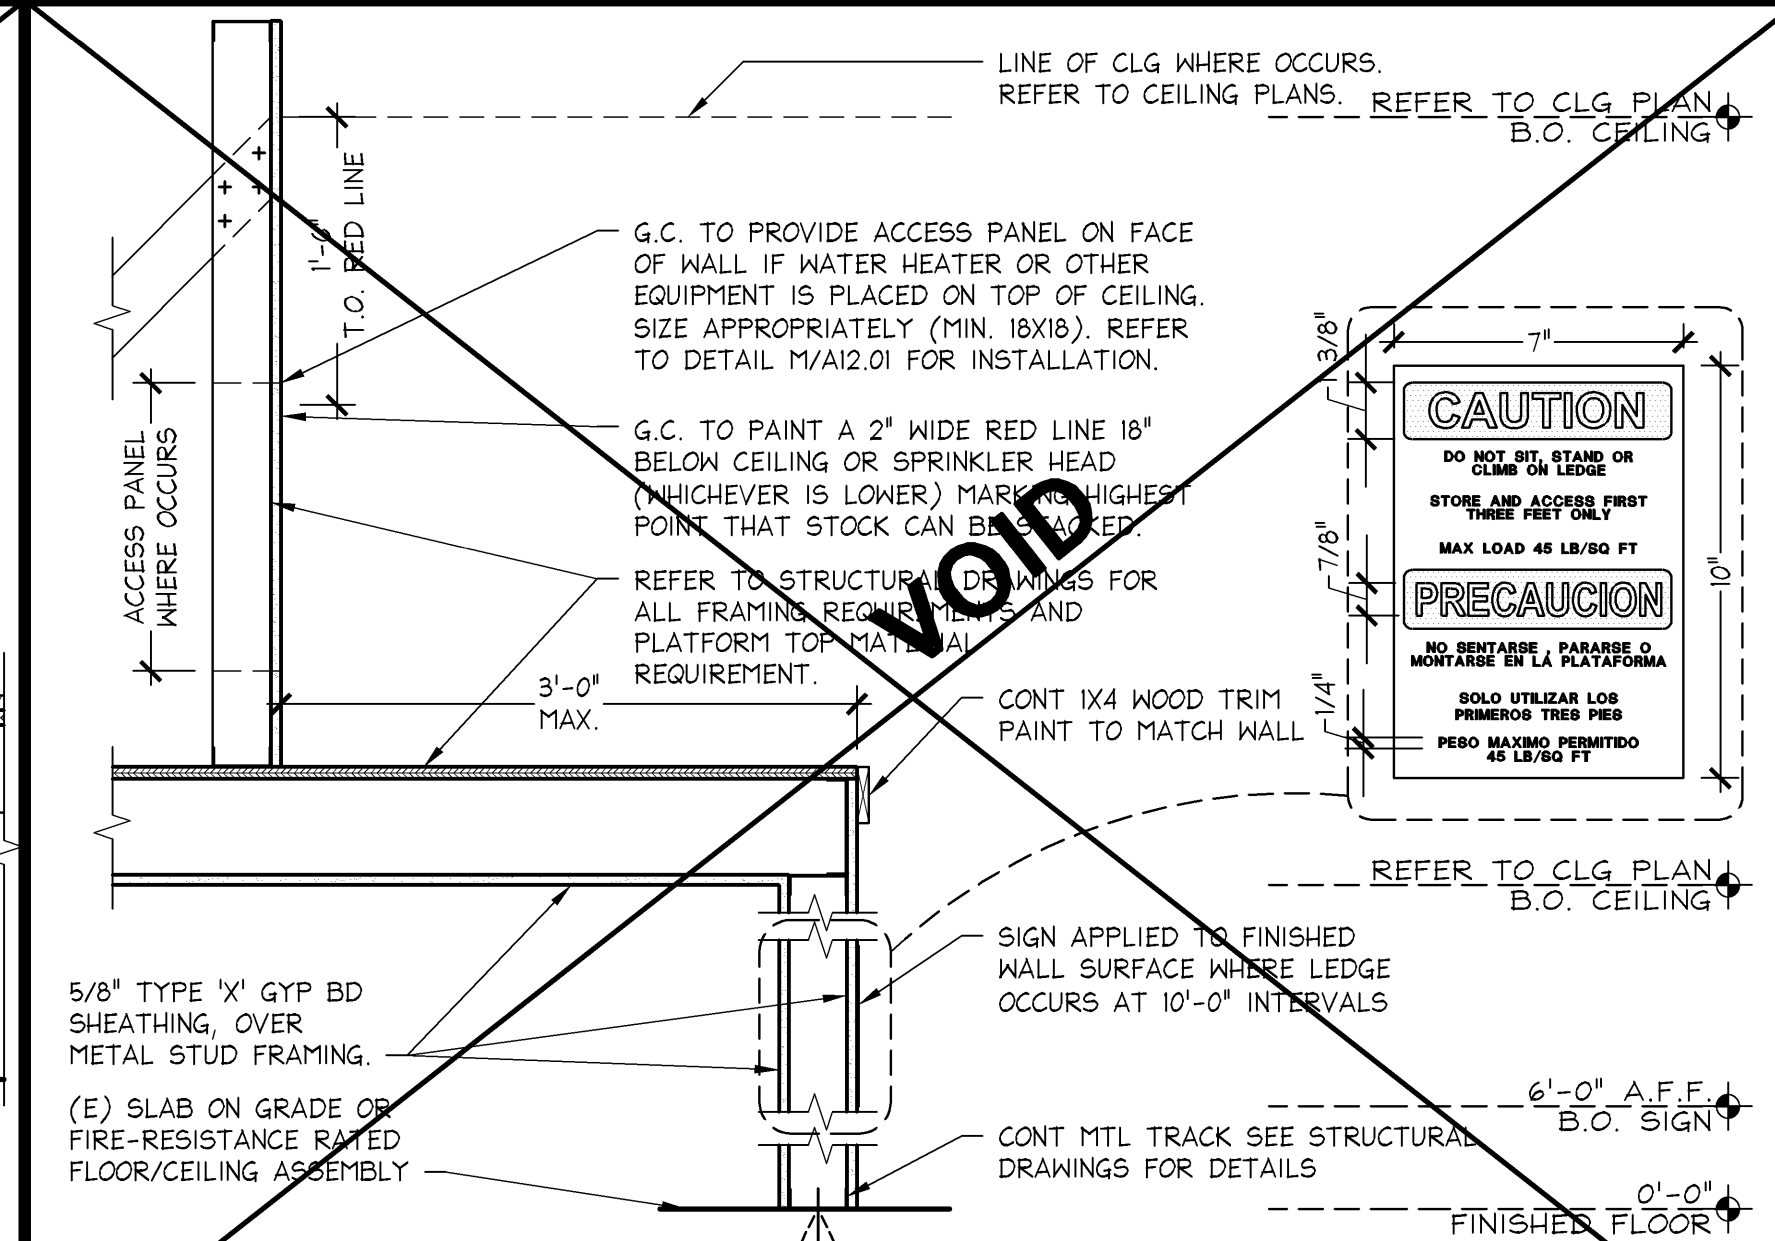 LINE OF CLG WHERE OCCURS.
REFER TO CEILING PLANS.
REFER TO CLG PLAN
B.O. CEILING
1'-6"
T.O. RED LINE
G.C. TO PROVIDE ACCESS PANEL ON FACE
OF WALL IF WATER HEATER OR OTHER
EQUIPMENT IS PLACED ON TOP OF CEILING.
SIZE APPROPRIATELY (MIN. 18X18). REFER
TO DETAIL M/A12.01 FOR INSTALLATION.
ACCESS PANEL
WHERE OCCURS
G.C. TO PAINT A 2" WIDE RED LINE 18"
BELOW CEILING OR SPRINKLER HEAD
(WHICHEVER IS LOWER) MARKING HIGHEST
POINT THAT STOCK CAN BE STACKED.
VOID
REFER TO STRUCTURAL DRAWINGS FOR
ALL FRAMING REQUIREMENTS AND
PLATFORM TOP MATERIAL
REQUIREMENT.
3'-0"
MAX.
CONT 1X4 WOOD TRIM
PAINT TO MATCH WALL
7"
1 3/8"
7/8"
1/4"
10"
CAUTION
DO NOT SIT, STAND OR
CLIMB ON LEDGE
STORE AND ACCESS FIRST
THREE FEET ONLY
MAX LOAD 45 LB/SQ FT
PRECAUCION
NO SENTARSE , PARARSE O
MONTARSE EN LA PLATAFORMA
SOLO UTILIZAR LOS
PRIMEROS TRES PIES
PESO MAXIMO PERMITIDO
45 LB/SQ FT
REFER TO CLG PLAN
B.O. CEILING
SIGN APPLIED TO FINISHED
WALL SURFACE WHERE LEDGE
OCCURS AT 10'-0" INTERVALS
5/8" TYPE 'X' GYP BD
SHEATHING, OVER
METAL STUD FRAMING.
(E) SLAB ON GRADE OR
FIRE-RESISTANCE RATED
FLOOR/CEILING ASSEMBLY
6'-0" A.F.F.
B.O. SIGN
CONT MTL TRACK SEE STRUCTURAL
DRAWINGS FOR DETAILS
0'-0"
FINISHED FLOOR